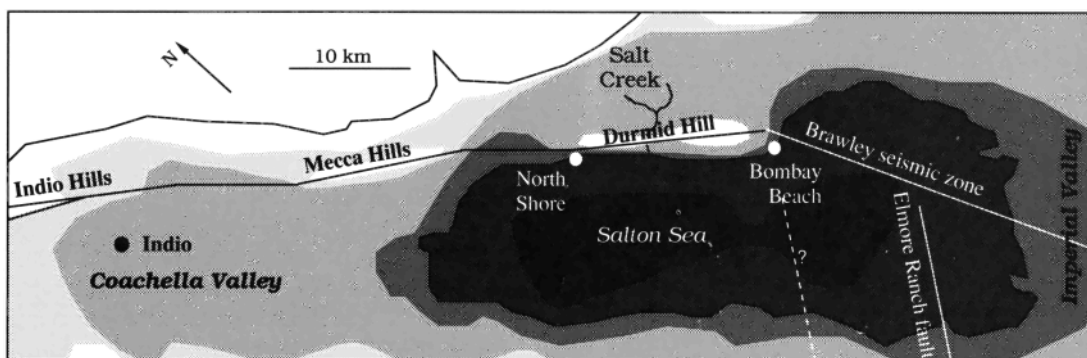 N
10 km
Salt
Creek
Durmid Hill
Mecca Hills
Indio Hills
North
Shore
Bombay
Beach
Brawley seismic zone
Elmore Ranch fault
Imperial Valley
Salton Sea
?
Indio
Coachella Valley